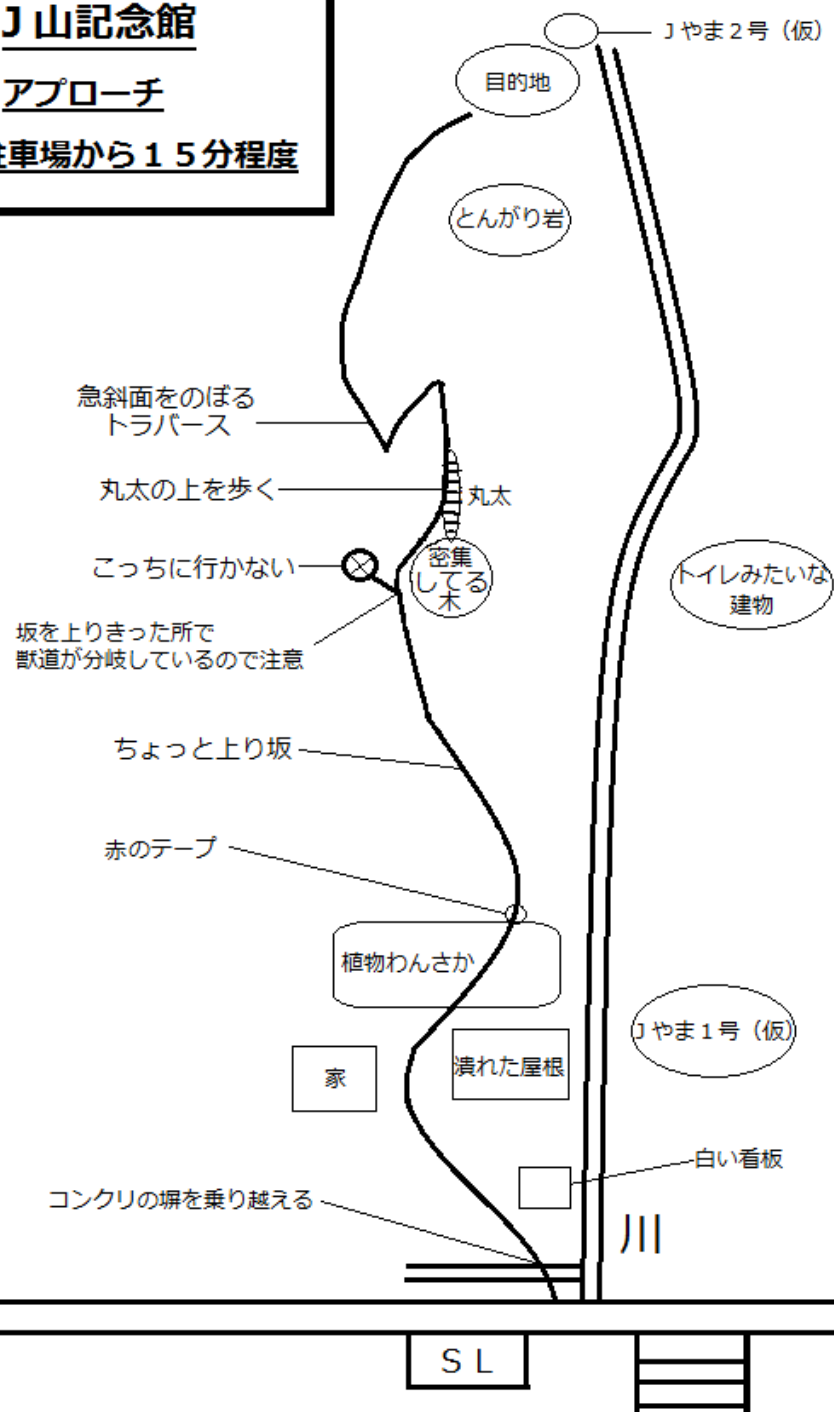 J山記念館
アプローチ
車場から15分程度
Jやま2号（仮）
目的地
とんがり岩
急斜面をのぼる
トラバース
丸太の上を歩く
丸太
こっちに行かない
密集
してる
木
トイレみたいな
建物
坂を上りきった所で
獣道が分岐しているので注意
ちょっと上り坂
赤のテープ
植物わんさか
Jやま1号（仮）
家
潰れた屋根
白い看板
コンクリの塀を乗り越える
川
SL